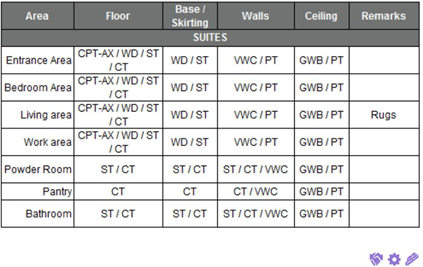 Area Floor Base / Skirting Walls Ceiling Remarks
SUITES
Entrance Area CPT-AX / WD / ST / CT WD / ST VWC / PT GWB / PT
Bedroom Area CPT-AX / WD / ST / CT WD / ST VWC / PT GWB / PT
Living area CPT-AX / WD / ST / CT WD / ST VWC / PT GWB / PT Rugs
Work area CPT-AX / WD / ST / CT WD / ST VWC / PT GWB / PT
Powder Room ST / CT ST / CT ST / CT / VWC GWB / PT
Pantry CT CT CT / VWC GWB / PT
Bathroom ST / CT ST / CT ST / CT / VWC GWB / PT